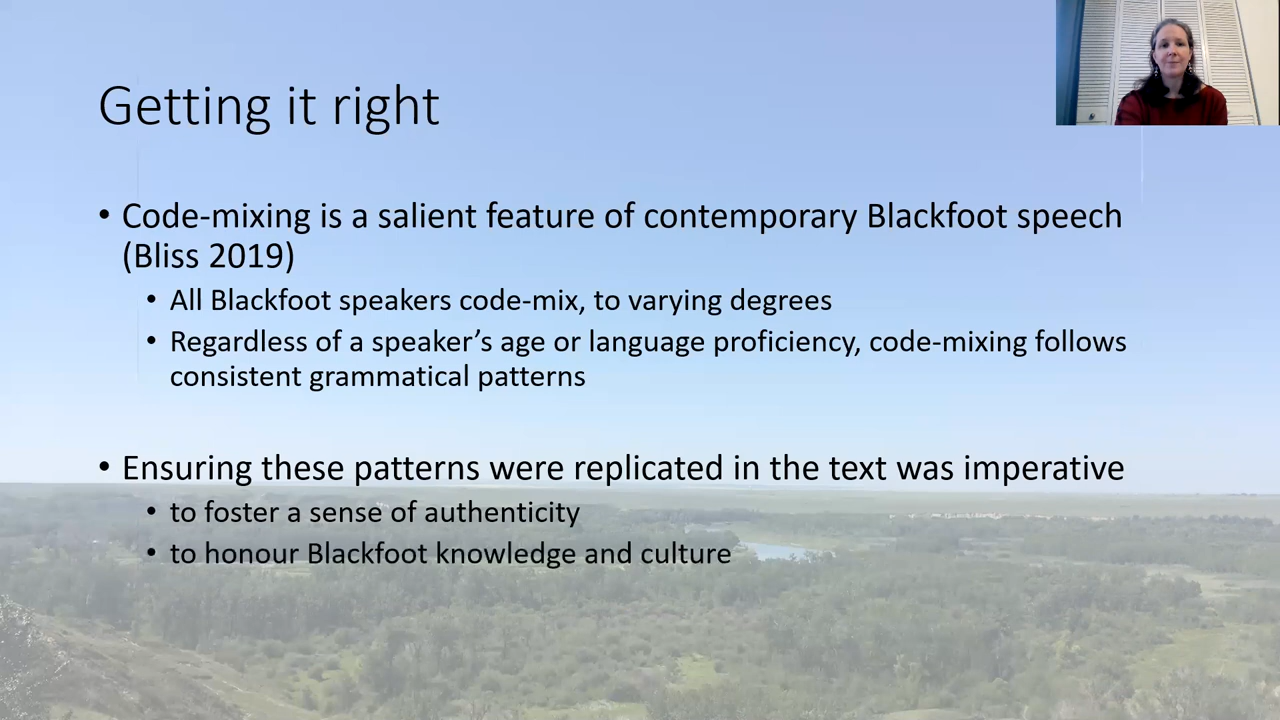 Getting it right
• Code-mixing is a salient feature of contemporary Blackfoot speech
(Bliss 2019)
• All Blackfoot speakers code-mix, to varying degrees
• Regardless of a speaker’s age or language proficiency, code-mixing follows
consistent grammatical patterns
• Ensuring these patterns were replicated in the text was imperative
• to foster a sense of authenticity
• to honour Blackfoot knowledge and culture